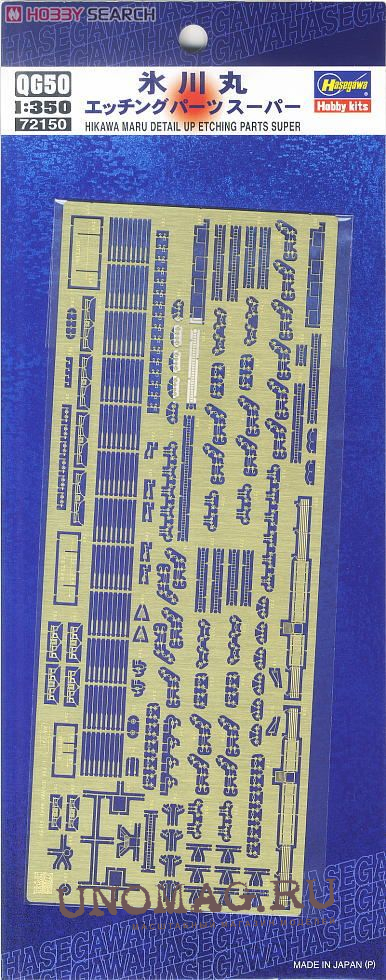 HOBBY SEARCH
QG50
1:350
72150
氷川丸
エッチングパーツスーパー
HIKAWA MARU DETAIL UP ETCHING PARTS SUPER
Hasegawa
Hobby kits
UNOMAG.RU
MADE IN JAPAN (P)
HASEGAWA